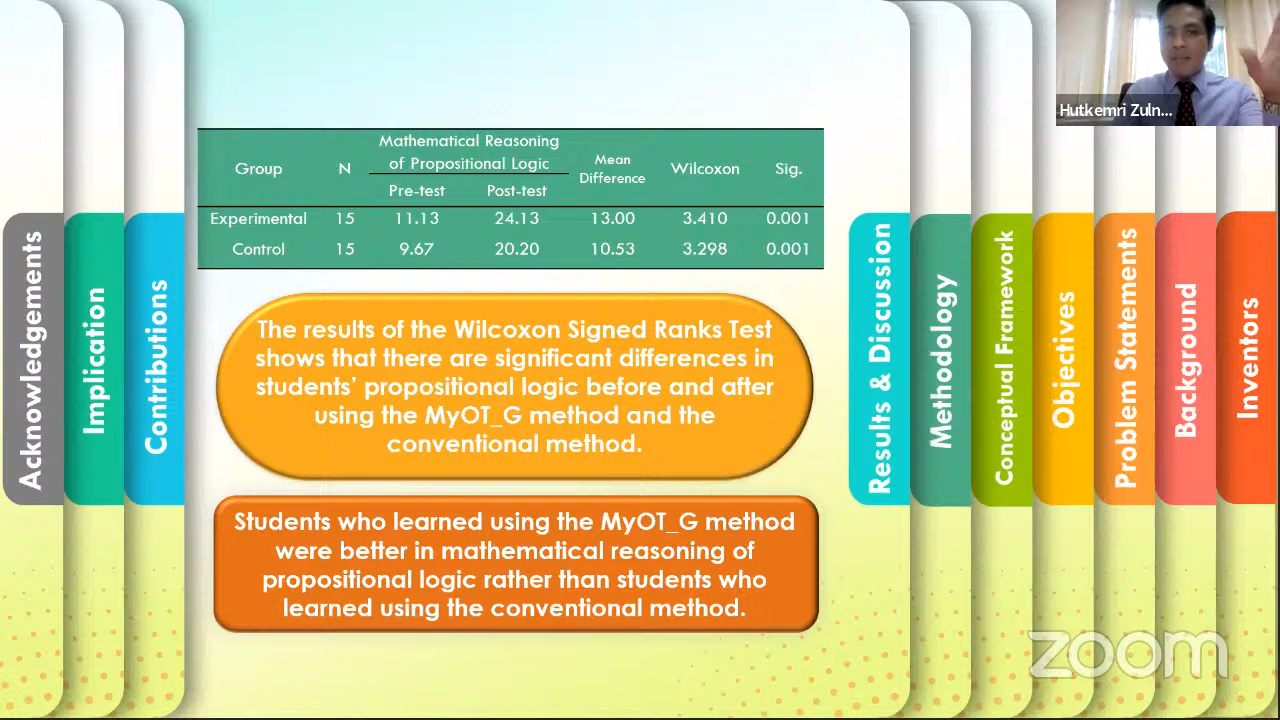 Hutkemri Zuln...
Mathematical Reasoning
of Propositional Logic
Group N Pre-test Post-test Mean Difference Wilcoxon Sig.
Experimental 15 11.13 24.13 13.00 3.410 0.001
Control 15 9.67 20.20 10.53 3.298 0.001
The results of the Wilcoxon Signed Ranks Test
shows that there are significant differences in
students' propositional logic before and after
using the MyOT_G method and the
conventional method.
Students who learned using the MyOT_G method
were better in mathematical reasoning of
propositional logic rather than students who
learned using the conventional method.
Acknowledgements
Implication
Contributions
Results & Discussion
Methodology
Conceptual Framework
Objectives
Problem Statements
Background
Inventors
zoom